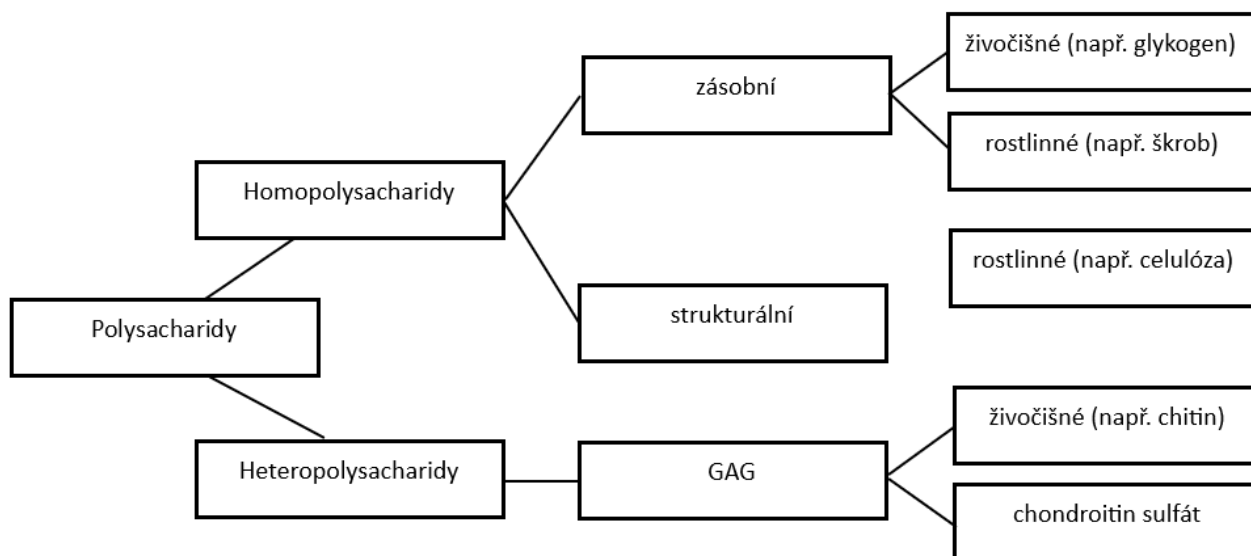 živočišné (např. glykogen)
zásobní
rostlinné (např. škrob)
Homopolysacharidy
rostlinné (např. celulóza)
strukturální
Polysacharidy
živočišné (např. chitin)
Heteropolysacharidy
GAG
chondroitin sulfát